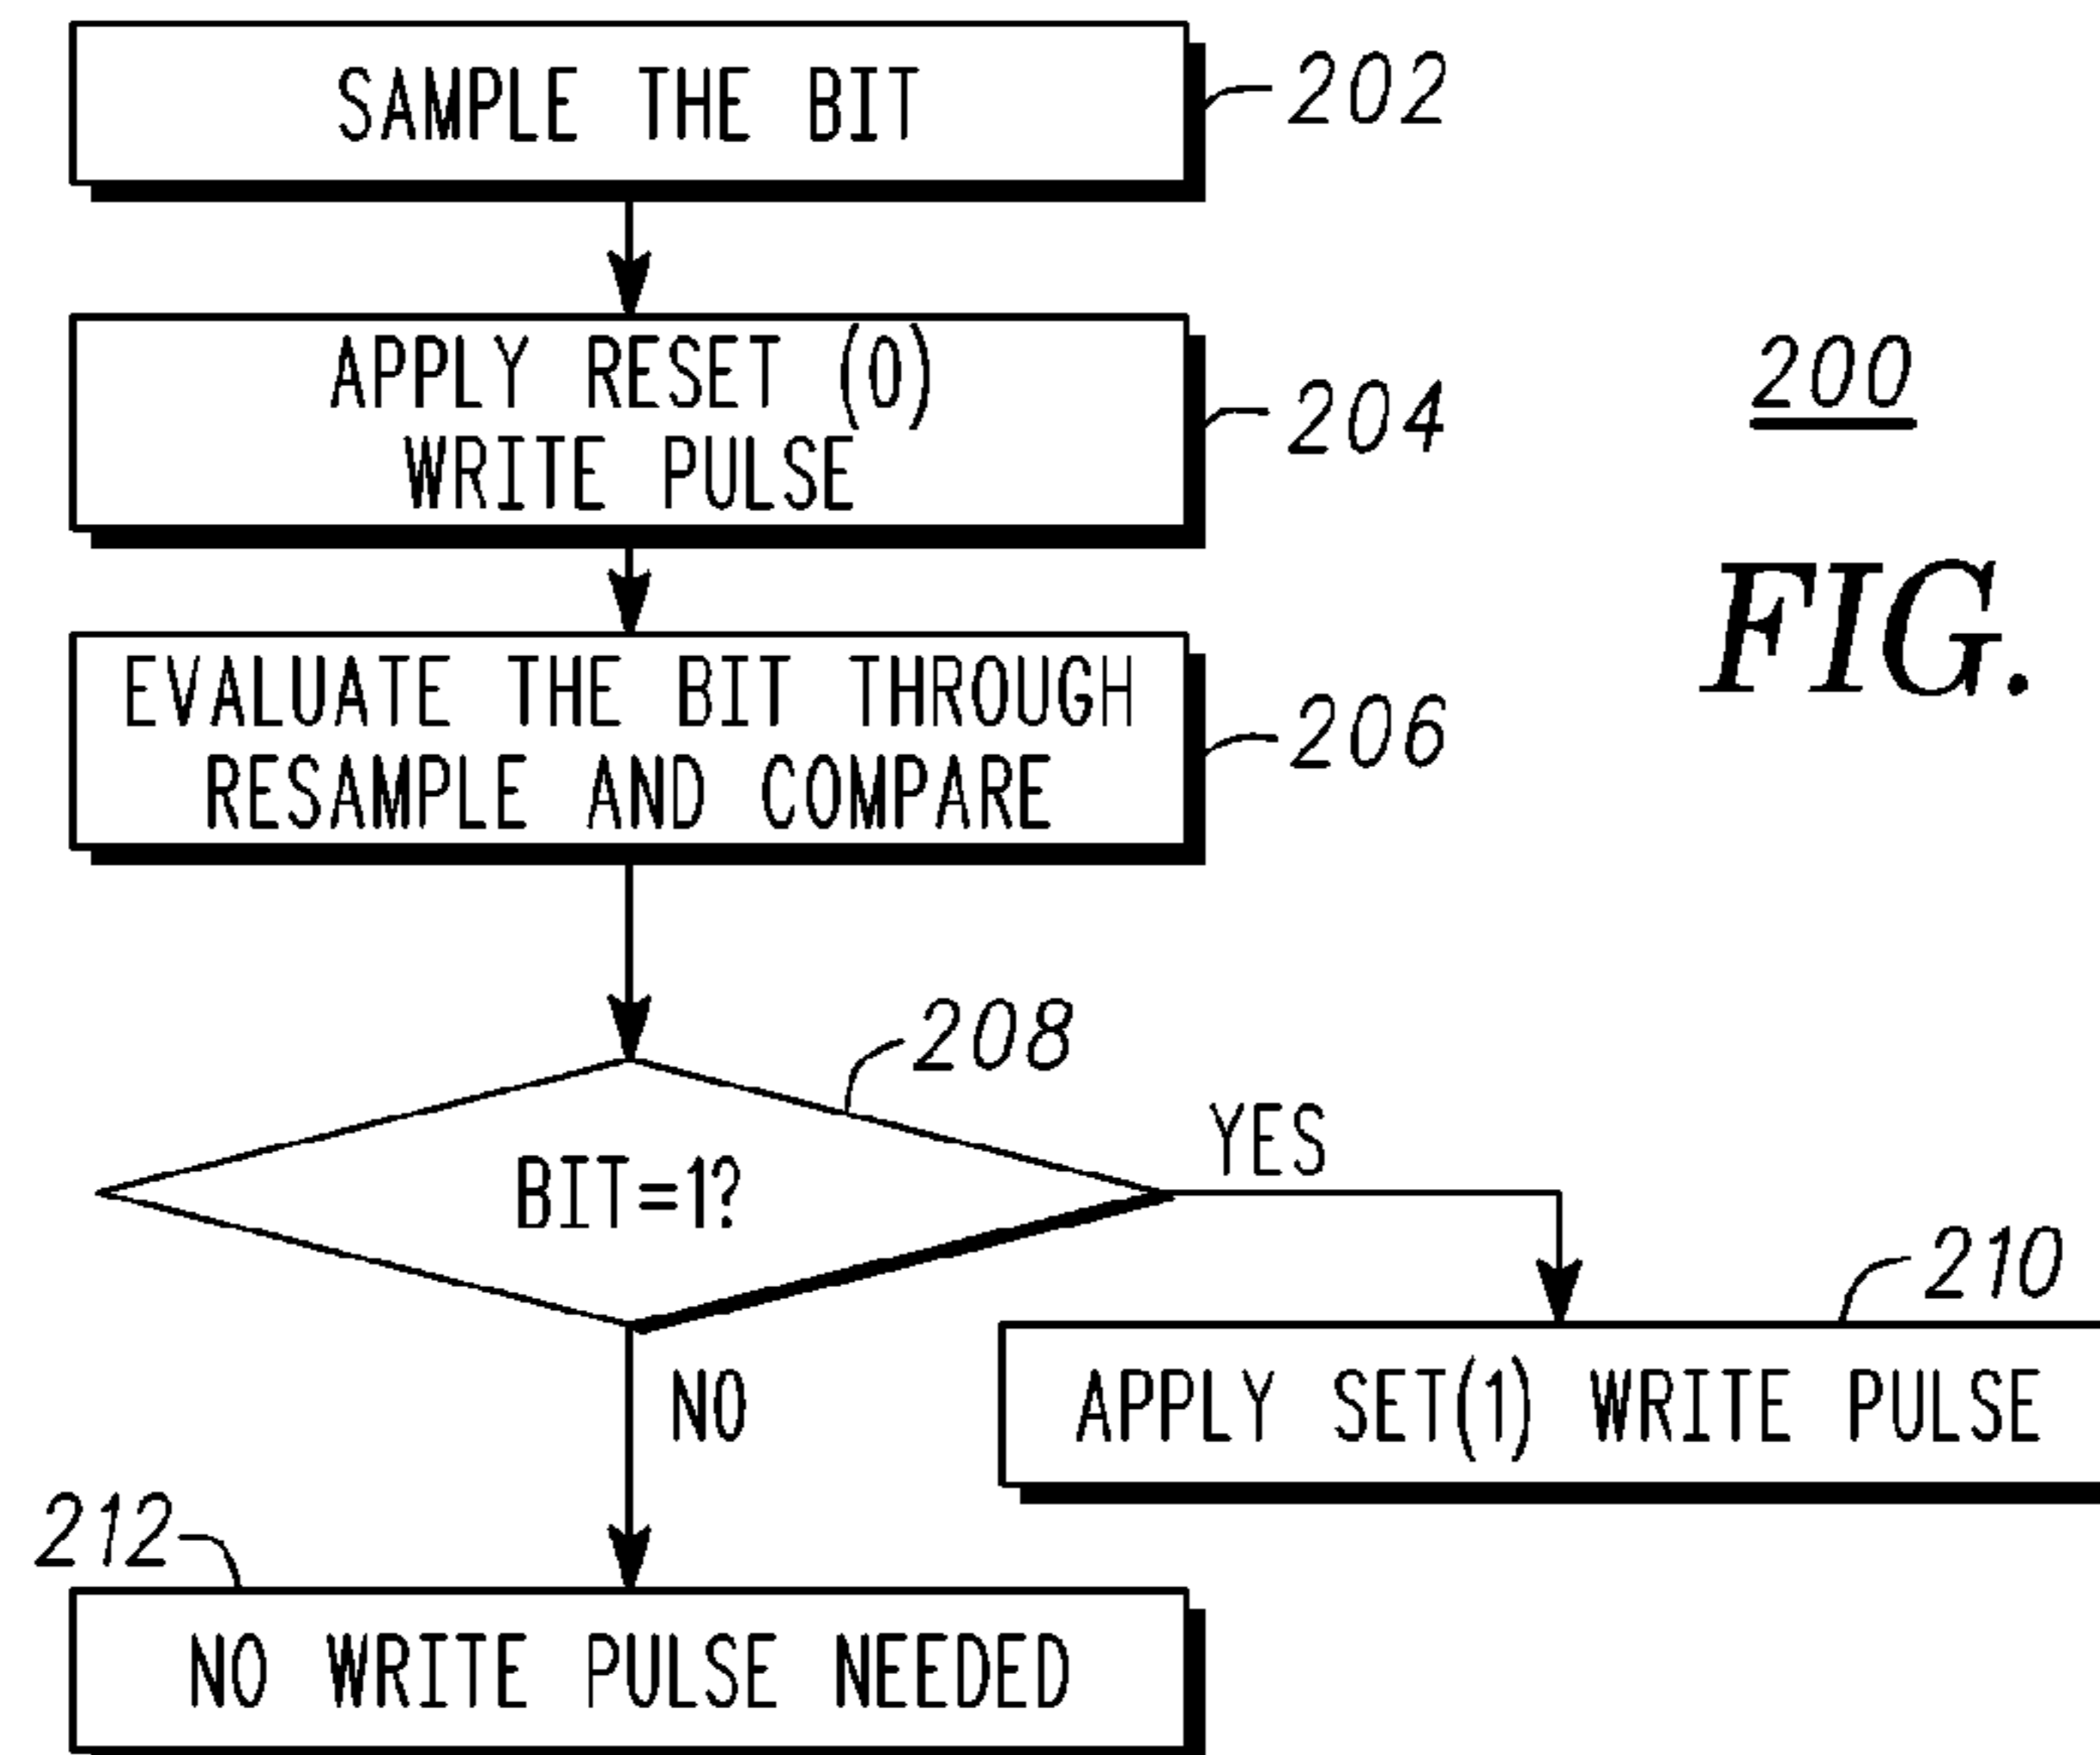 SAMPLE THE BIT
202
APPLY RESET (0)
WRITE PULSE
204
200
EVALUATE THE BIT THROUGH
RESAMPLE AND COMPARE
206
FIG.
208
BIT=1?
YES
210
APPLY SET(1) WRITE PULSE
NO
212
NO WRITE PULSE NEEDED